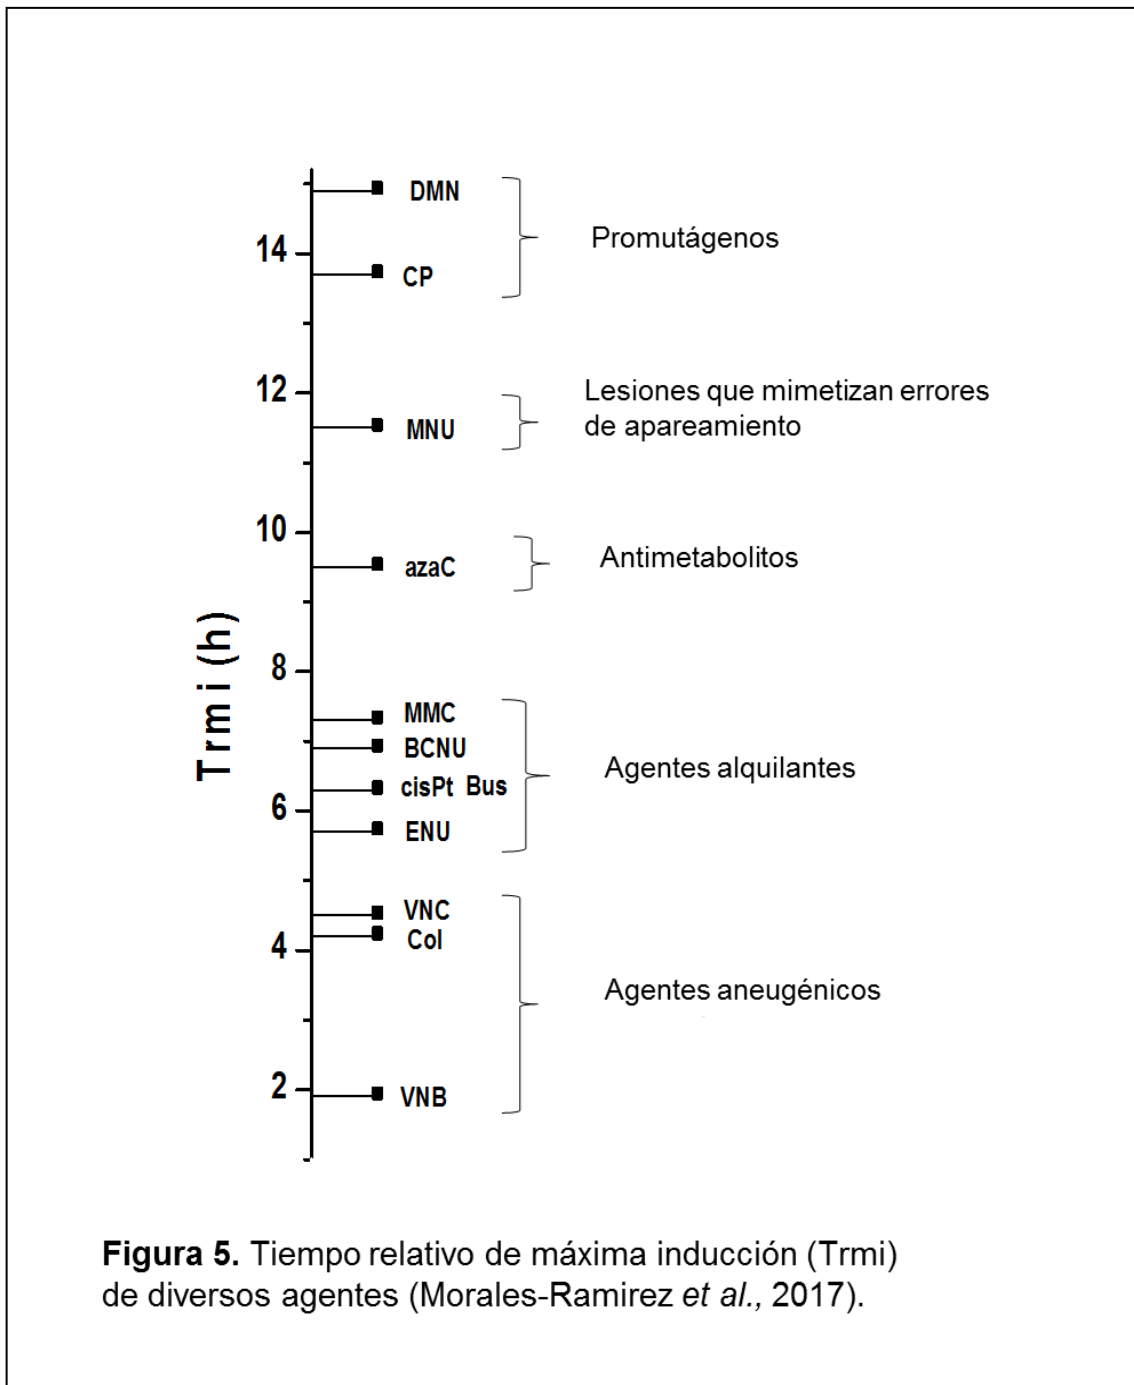 DMN
Promutágenos
14
CP
12
Lesiones que mimetizan errores
de apareamiento
MNU
10
azaC
Antimetabolitos
Trmi (h)
8
MMC
BCNU
Agentes alquilantes
cisPt Bus
6
ENU
VNC
Col
4
Agentes aneugénicos
2
VNB
Figura 5. Tiempo relativo de máxima inducción (Trmi)
de diversos agentes (Morales-Ramirez et al., 2017).